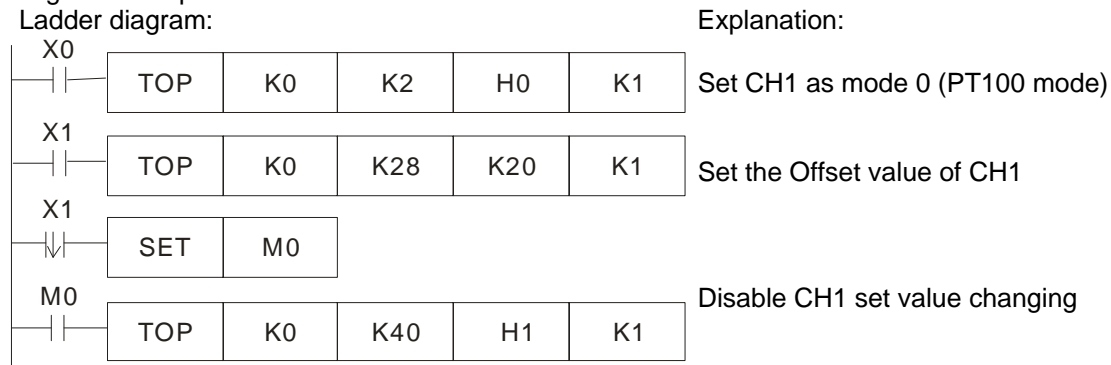 Ladder diagram: Explanation:
X0
TOP K0 K2 H0 K1 Set CH1 as mode 0 (PT100 mode)
X1
TOP K0 K28 K20 K1 Set the Offset value of CH1
X1
SET M0
M0 Disable CH1 set value changing
TOP K0 K40 H1 K1